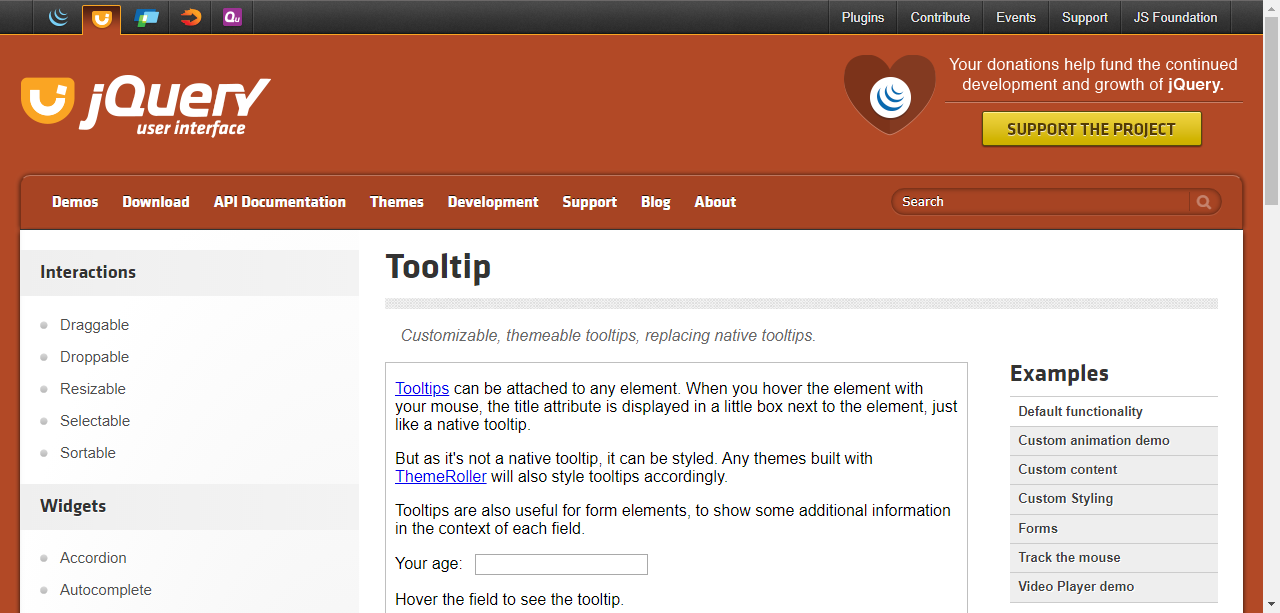 Plugins
Contribute
Events
Support
JS Foundation
jQuery
user interface
Your donations help fund the continued
development and growth of jQuery.
SUPPORT THE PROJECT
Demos
Download
API Documentation
Themes
Development
Support
Blog
About
Search
Interactions
Draggable
Droppable
Resizable
Selectable
Sortable
Widgets
Accordion
Autocomplete
Tooltip
Customizable, themeable tooltips, replacing native tooltips.
Tooltips can be attached to any element. When you hover the element with
your mouse, the title attribute is displayed in a little box next to the element, just
like a native tooltip.
But as it's not a native tooltip, it can be styled. Any themes built with
ThemeRoller will also style tooltips accordingly.
Tooltips are also useful for form elements, to show some additional information
in the context of each field.
Your age:
Hover the field to see the tooltip.
Examples
Default functionality
Custom animation demo
Custom content
Custom Styling
Forms
Track the mouse
Video Player demo